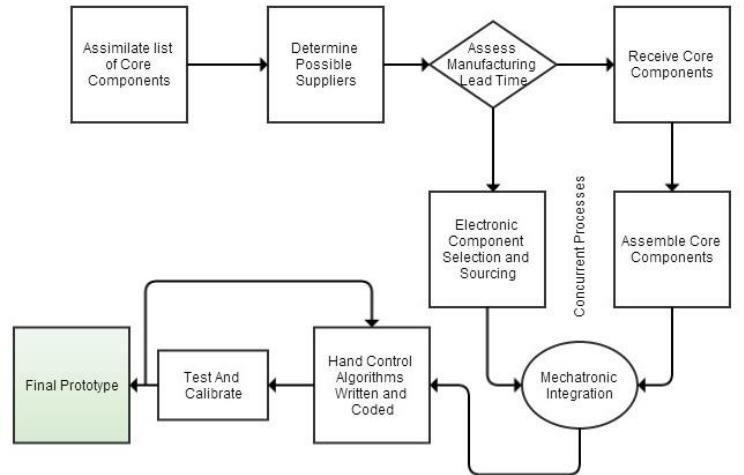 Assimilate list
of Core
Components
Determine
Possible
Suppliers
Assess
Manufacturing
Lead Time
Receive Core
Components
Electronic
Component
Selection and
Sourcing
Concurrent Processes
Assemble Core
Components
Final Prototype
Test And
Calibrate
Hand Control
Algorithms
Written and
Coded
Mechatronic
Integration